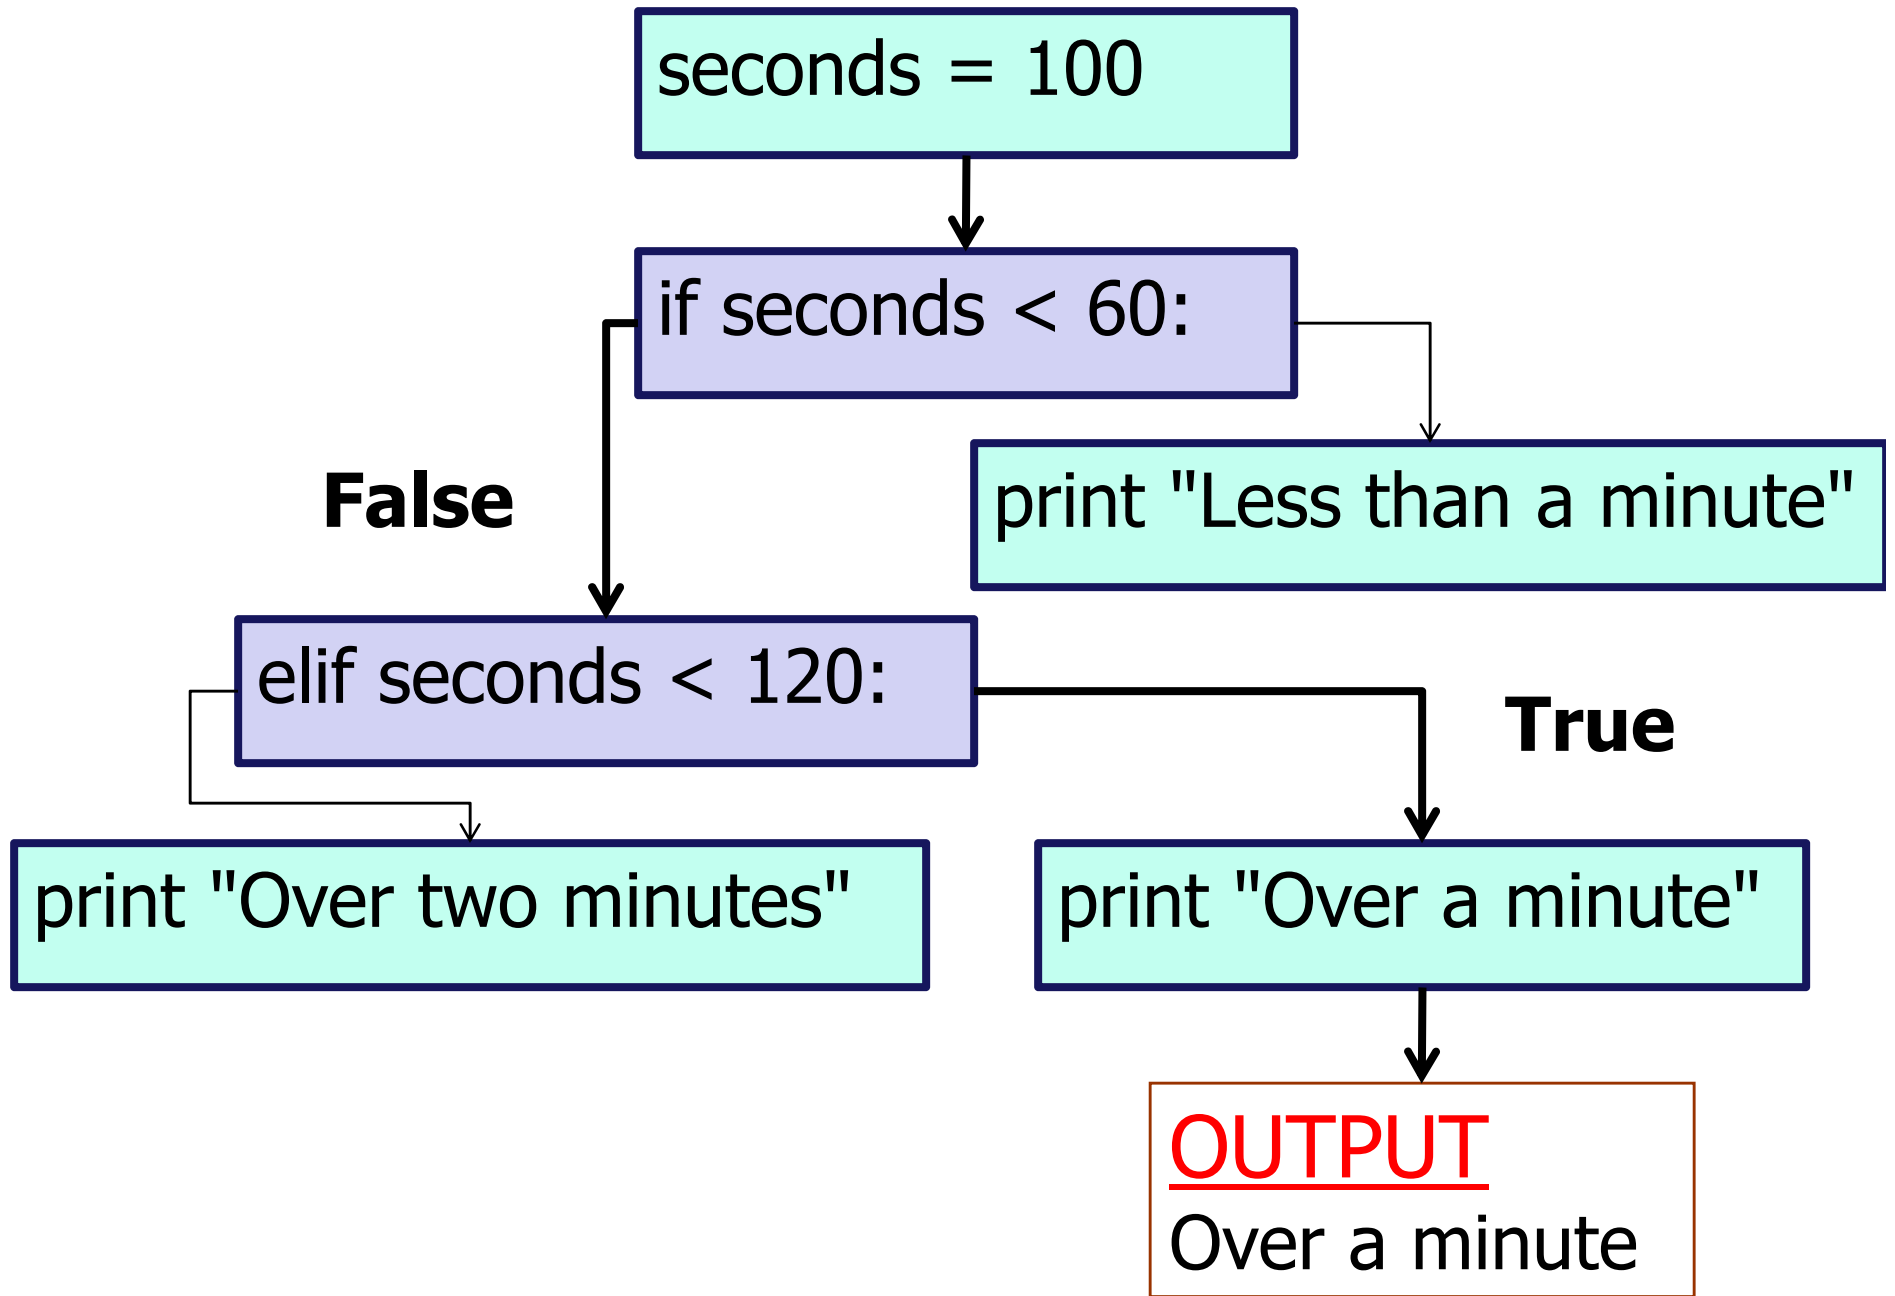 seconds = 100
if seconds < 60:
False
print "Less than a minute"
elif seconds < 120:
True
print "Over two minutes"
print "Over a minute"
OUTPUT
Over a minute